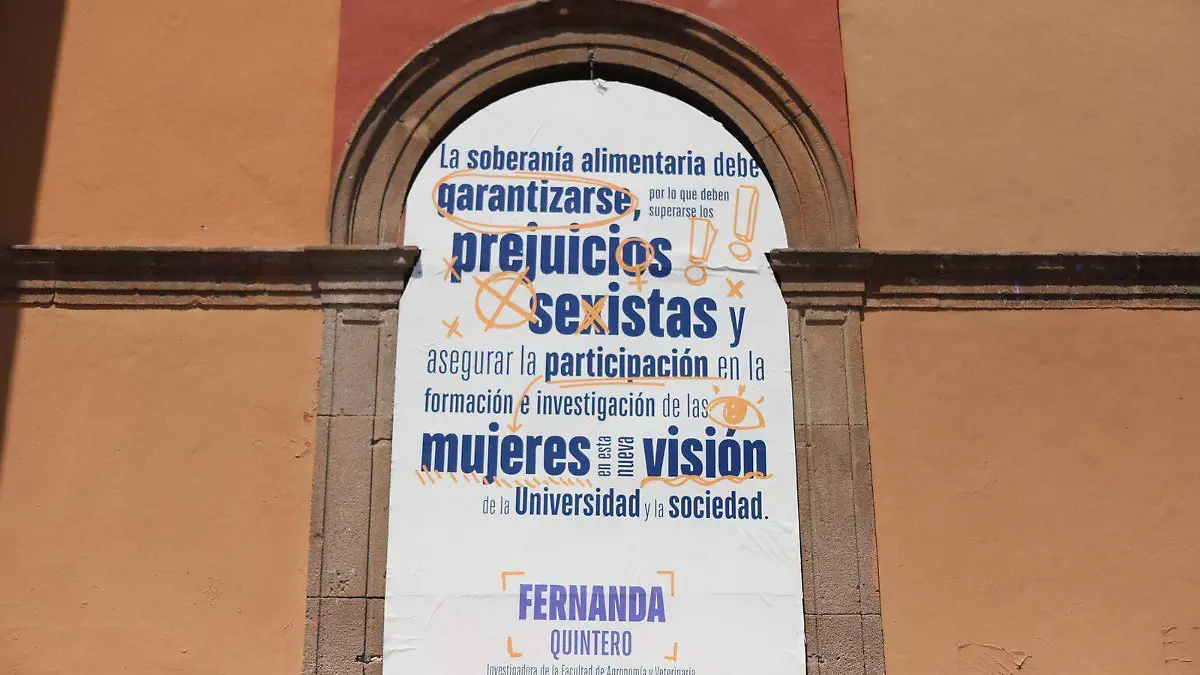 La soberanía alimentaria debe
garantizarse, por lo que deben
superarse los
prejuicios
sexistas y
asegurar la participación en la
formación e investigación de las
mujeres en esta nueva visión
de la Universidad y la sociedad.
FERNANDA
QUINTERO
Investigadora de la Facultad de Agronomía y Veterinaria